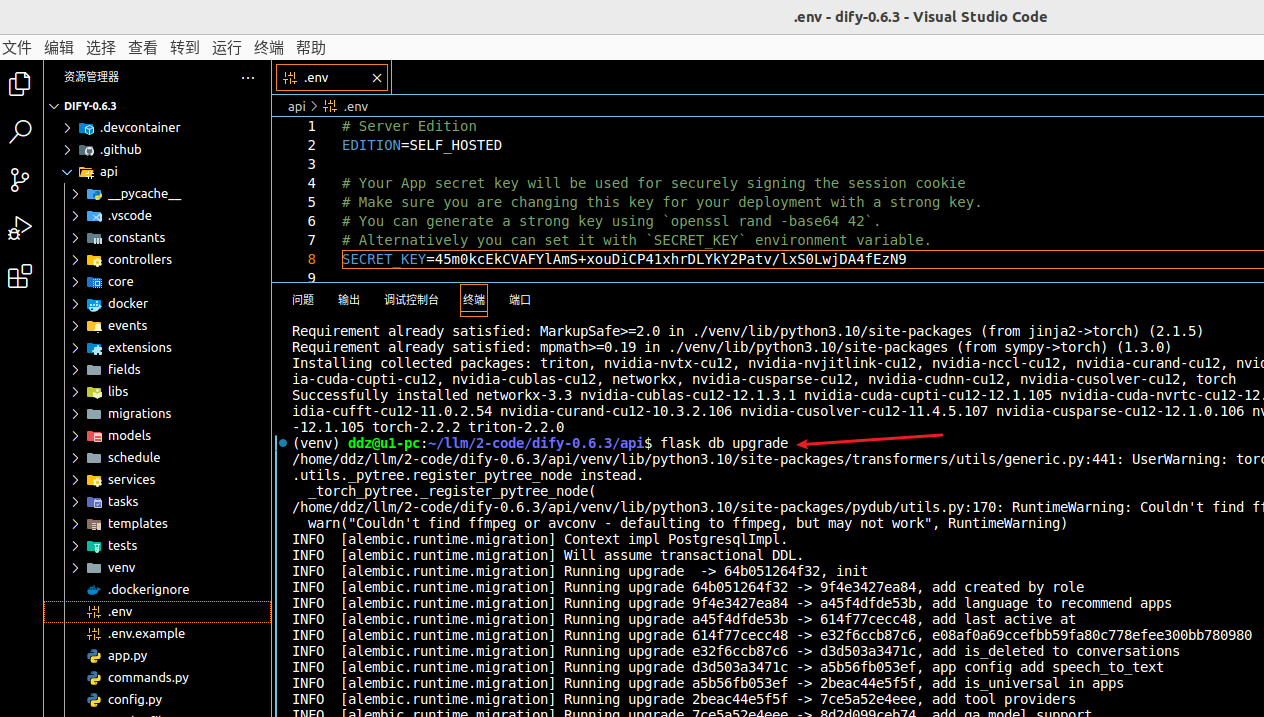 .env - dify-0.6.3 - Visual Studio Code
文件 编辑 选择 查看 转到 运行 终端 帮助
资源管理器 ···
DIFY-0.6.3
.devcontainer
.github
api
__pycache__
.vscode
constants
controllers
core
docker
events
extensions
fields
libs
migrations
models
schedule
services
tasks
templates
tests
venv
.dockerignore
.env
.env.example
app.py
commands.py
config.py
.env
api > .env
1 # Server Edition
2 EDITION=SELF_HOSTED
3
4 # Your App secret key will be used for securely signing the session cookie
5 # Make sure you are changing this key for your deployment with a strong key.
6 # You can generate a strong key using `openssl rand -base64 42`.
7 # Alternatively you can set it with `SECRET_KEY` environment variable.
8 SECRET_KEY=45m0kcEkCVAFYlAmS+xouDiCP41xhrDLYkY2Patv/lxS0LwjDA4fEzN9
9
问题 输出 调试控制台 终端 端口
Requirement already satisfied: MarkupSafe>=2.0 in ./venv/lib/python3.10/site-packages (from jinja2->torch) (2.1.5)
Requirement already satisfied: mpmath>=0.19 in ./venv/lib/python3.10/site-packages (from sympy->torch) (1.3.0)
Installing collected packages: triton, nvidia-nvtx-cu12, nvidia-nvjitlink-cu12, nvidia-nccl-cu12, nvidia-curand-cu12, nvid
ia-cuda-cupti-cu12, nvidia-cublas-cu12, networkx, nvidia-cusparse-cu12, nvidia-cudnn-cu12, nvidia-cusolver-cu12, torch
Successfully installed networkx-3.3 nvidia-cublas-cu12-12.1.3.1 nvidia-cuda-cupti-cu12-12.1.105 nvidia-cuda-nvrtc-cu12-12.
idia-cufft-cu12-11.0.2.54 nvidia-curand-cu12-10.3.2.106 nvidia-cusolver-cu12-11.4.5.107 nvidia-cusparse-cu12-12.1.0.106 nv
-12.1.105 torch-2.2.2 triton-2.2.0
(venv) ddz@u1-pc:~/llm/2-code/dify-0.6.3/api$ flask db upgrade
/home/ddz/llm/2-code/dify-0.6.3/api/venv/lib/python3.10/site-packages/transformers/utils/generic.py:441: UserWarning: torc
.utils._pytree.register_pytree_node instead.
_torch_pytree._register_pytree_node(
/home/ddz/llm/2-code/dify-0.6.3/api/venv/lib/python3.10/site-packages/pydub/utils.py:170: RuntimeWarning: Couldn't find ff
warn("Couldn't find ffmpeg or avconv - defaulting to ffmpeg, but may not work", RuntimeWarning)
INFO [alembic.runtime.migration] Context impl PostgresqlImpl.
INFO [alembic.runtime.migration] Will assume transactional DDL.
INFO [alembic.runtime.migration] Running upgrade -> 64b051264f32, init
INFO [alembic.runtime.migration] Running upgrade 64b051264f32 -> 9f4e3427ea84, add created by role
INFO [alembic.runtime.migration] Running upgrade 9f4e3427ea84 -> a45f4dfde53b, add language to recommend apps
INFO [alembic.runtime.migration] Running upgrade a45f4dfde53b -> 614f77cecc48, add last active at
INFO [alembic.runtime.migration] Running upgrade 614f77cecc48 -> e32f6ccb87c6, e08af0a69ccefbb59fa80c778efee300bb780980
INFO [alembic.runtime.migration] Running upgrade e32f6ccb87c6 -> d3d503a3471c, add is_deleted to conversations
INFO [alembic.runtime.migration] Running upgrade d3d503a3471c -> a5b56fb053ef, app config add speech_to_text
INFO [alembic.runtime.migration] Running upgrade a5b56fb053ef -> 2beac44e5f5f, add is_universal in apps
INFO [alembic.runtime.migration] Running upgrade 2beac44e5f5f -> 7ce5a52e4eee, add tool providers
INFO [alembic.runtime.migration] Running upgrade 7ce5a52e4eee -> 8d2d099ceb74, add qa model support